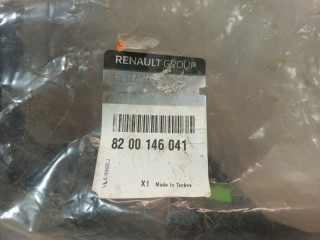 RENAULT GROUP
82 00 146 041
X1 Made in Turkey